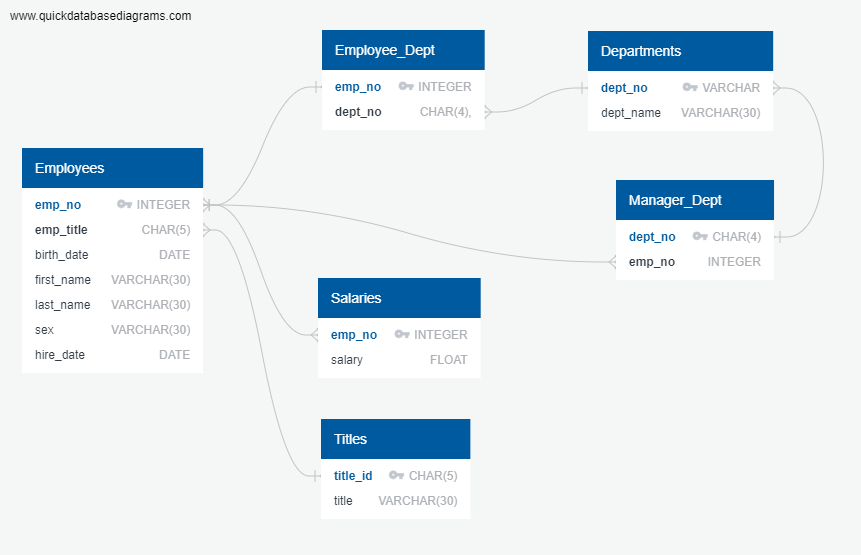 www.quickdatabasediagrams.com
Employee_Dept
emp_no INTEGER
dept_no CHAR(4),
Departments
dept_no VARCHAR
dept_name VARCHAR(30)
Employees
emp_no INTEGER
emp_title CHAR(5)
birth_date DATE
first_name VARCHAR(30)
last_name VARCHAR(30)
sex VARCHAR(30)
hire_date DATE
Manager_Dept
dept_no CHAR(4)
emp_no INTEGER
Salaries
emp_no INTEGER
salary FLOAT
Titles
title_id CHAR(5)
title VARCHAR(30)